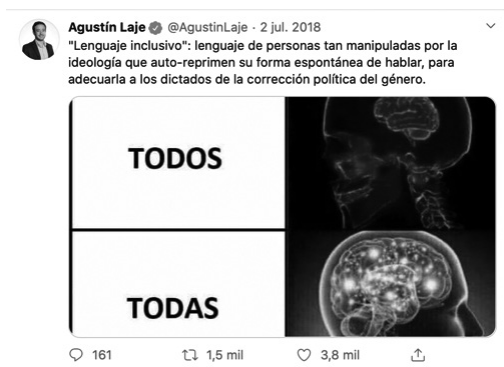 Agustín Laje @AgustinLaje · 2 jul. 2018
"Lenguaje inclusivo": lenguaje de personas tan manipuladas por la
ideología que auto-reprimen su forma espontánea de hablar, para
adecuarla a los dictados de la corrección política del género.
TODOS
TODAS
161 1,5 mil 3,8 mil